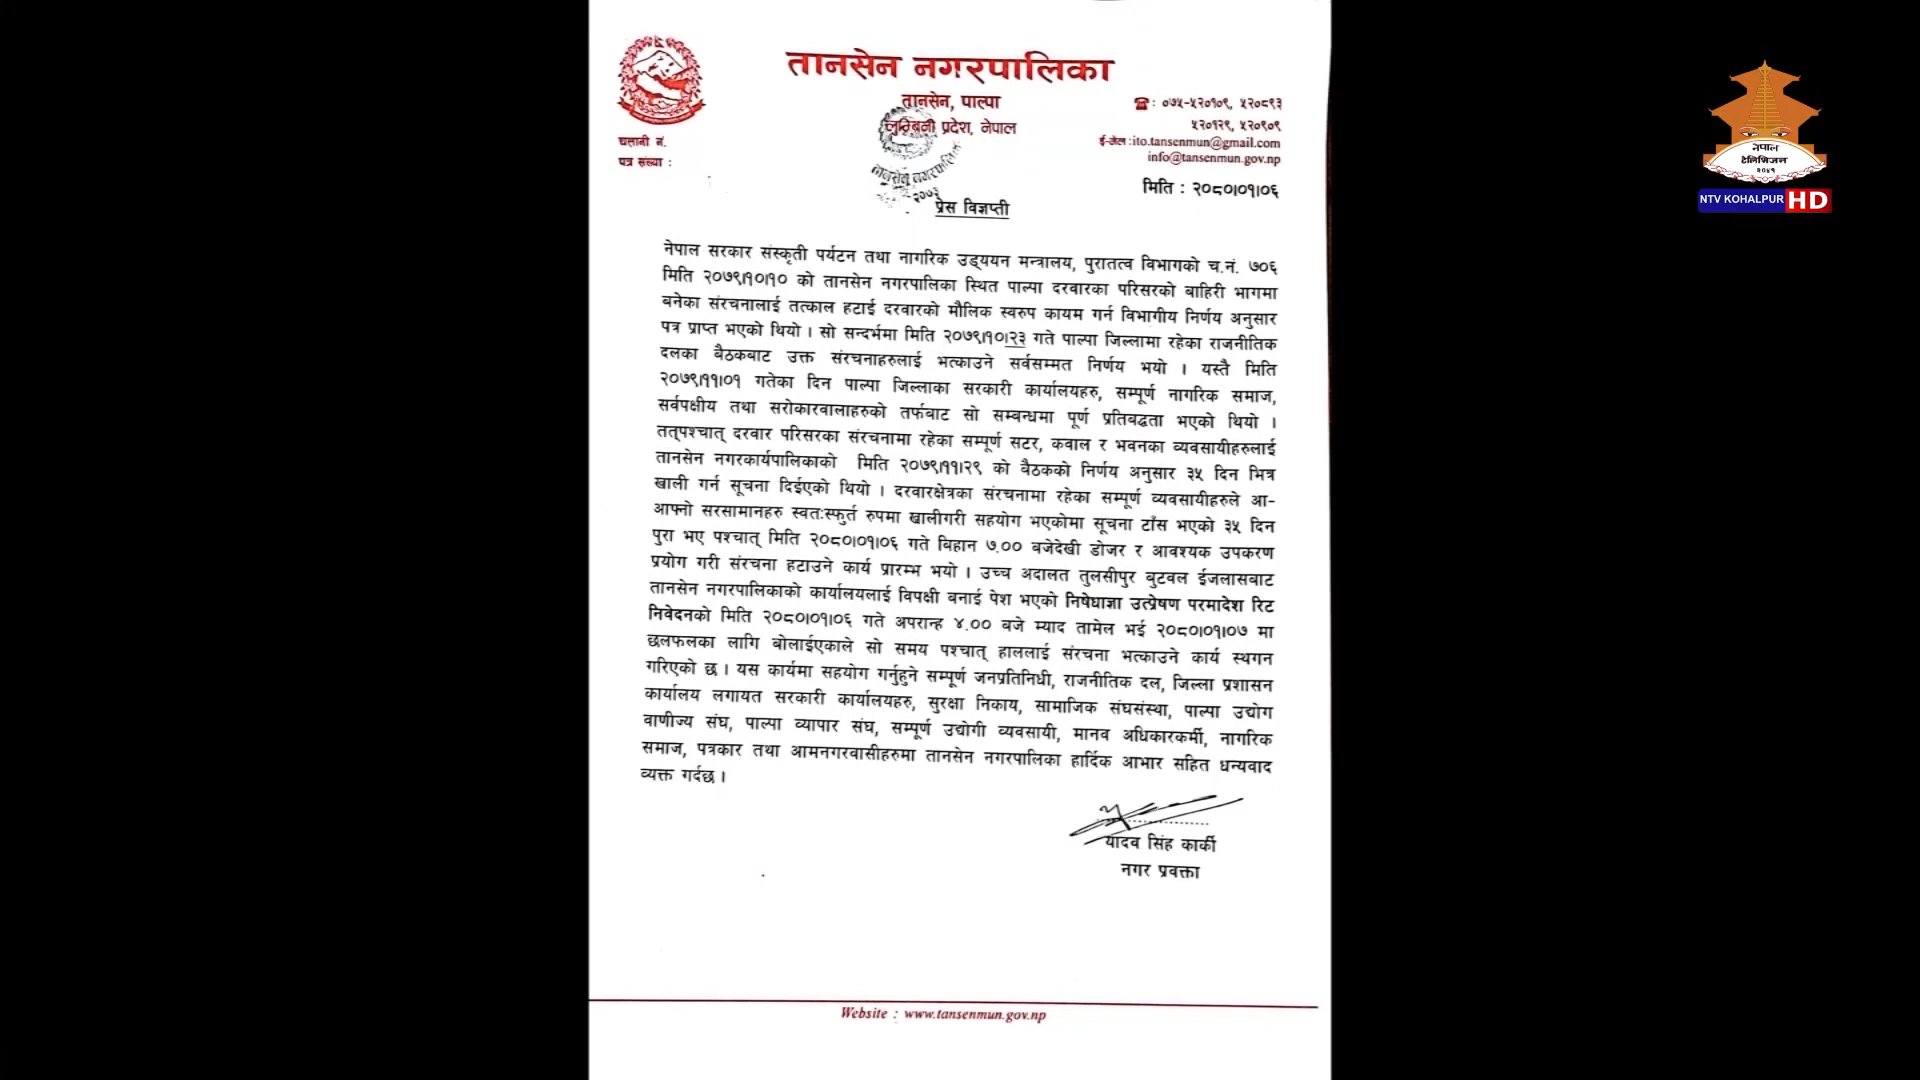 तानसेन नगरपालिका
तानसेन, पाल्पा
लुम्बिनी प्रदेश, नेपाल
☎: ०७५-५२०१०९, ५२०८९३
५२०१२९, ५२०९०९
ई-मेल :ito.tansenmun@gmail.com
info@tansenmun.gov.np
चलानी नं.
पत्र संख्या :
मिति : २०८०।०१।०६
तानसेन नगरपालिका
प्रेस विज्ञप्ती
नेपाल सरकार संस्कृती पर्यटन तथा नागरिक उड्ययन मन्त्रालय, पुरातत्व विभागको च.नं. ७०६
मिति २०७९।१०।१० को तानसेन नगरपालिका स्थित पाल्पा दरवारका परिसरको बाहिरी भागमा
बनेका संरचनालाई तत्काल हटाई दरवारको मौलिक स्वरुप कायम गर्न विभागीय निर्णय अनुसार
पत्र प्राप्त भएको थियो । सो सन्दर्भमा मिति २०७९।१०।२३ गते पाल्पा जिल्लामा रहेका राजनीतिक
दलका बैठकबाट उक्त संरचनाहरुलाई भत्काउने सर्वसम्मत निर्णय भयो । यस्तै मिति
२०७९।११।०१ गतेका दिन पाल्पा जिल्लाका सरकारी कार्यालयहरु, सम्पूर्ण नागरिक समाज,
सर्वपक्षीय तथा सरोकारवालाहरुको तर्फबाट सो सम्बन्धमा पूर्ण प्रतिबद्धता भएको थियो ।
तत्पश्चात् दरवार परिसरका संरचनामा रहेका सम्पूर्ण सटर, कवाल र भवनका व्यवसायीहरुलाई
तानसेन नगरकार्यपालिकाको मिति २०७९।११।२९ को बैठकको निर्णय अनुसार ३५ दिन भित्र
खाली गर्न सूचना दिईएको थियो । दरवारक्षेत्रका संरचनामा रहेका सम्पूर्ण व्यवसायीहरुले आ-
आफ्नो सरसामानहरु स्वतःस्फुर्त रुपमा खालीगरी सहयोग भएकोमा सूचना टाँस भएको ३५ दिन
पुरा भए पश्चात् मिति २०८०।०१।०६ गते बिहान ७.०० बजेदेखी डोजर र आवश्यक उपकरण
प्रयोग गरी संरचना हटाउने कार्य प्रारम्भ भयो । उच्च अदालत तुलसीपुर बुटवल ईजलासबाट
तानसेन नगरपालिकाको कार्यालयलाई विपक्षी बनाई पेश भएको निषेधाज्ञा उत्प्रेषण परमादेश रिट
निवेदनको मिति २०८०।०१।०६ गते अपरान्ह ४.०० बजे म्याद तामेल भई २०८०।०१।०७ मा
छलफलका लागि बोलाईएकाले सो समय पश्चात् हाललाई संरचना भत्काउने कार्य स्थगन
गरिएको छ । यस कार्यमा सहयोग गर्नुहुने सम्पूर्ण जनप्रतिनिधी, राजनीतिक दल, जिल्ला प्रशासन
कार्यालय लगायत सरकारी कार्यालयहरु, सुरक्षा निकाय, सामाजिक संघसंस्था, पाल्पा उद्योग
वाणीज्य संघ, पाल्पा व्यापार संघ, सम्पूर्ण उद्योगी व्यवसायी, मानव अधिकारकर्मी, नागरिक
समाज, पत्रकार तथा आमनगरवासीहरुमा तानसेन नगरपालिका हार्दिक आभार सहित धन्यवाद
व्यक्त गर्दछ ।
यादव सिंह कार्की
नगर प्रवक्ता
Website : www.tansenmun.gov.np
नेपाल
टेलिभिजन
२०४१
NTV KOHALPUR HD